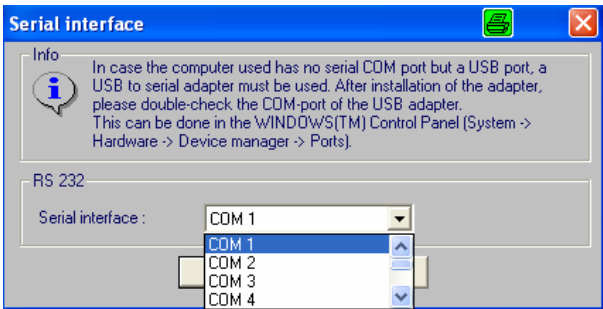 Serial interface
Info
In case the computer used has no serial COM port but a USB port, a
USB to serial adapter must be used. After installation of the adapter,
please double-check the COM-port of the USB adapter.
This can be done in the WINDOWS(TM) Control Panel (System ->
Hardware -> Device manager -> Ports).
RS 232
Serial interface :
COM 1
COM 1
COM 2
COM 3
COM 4